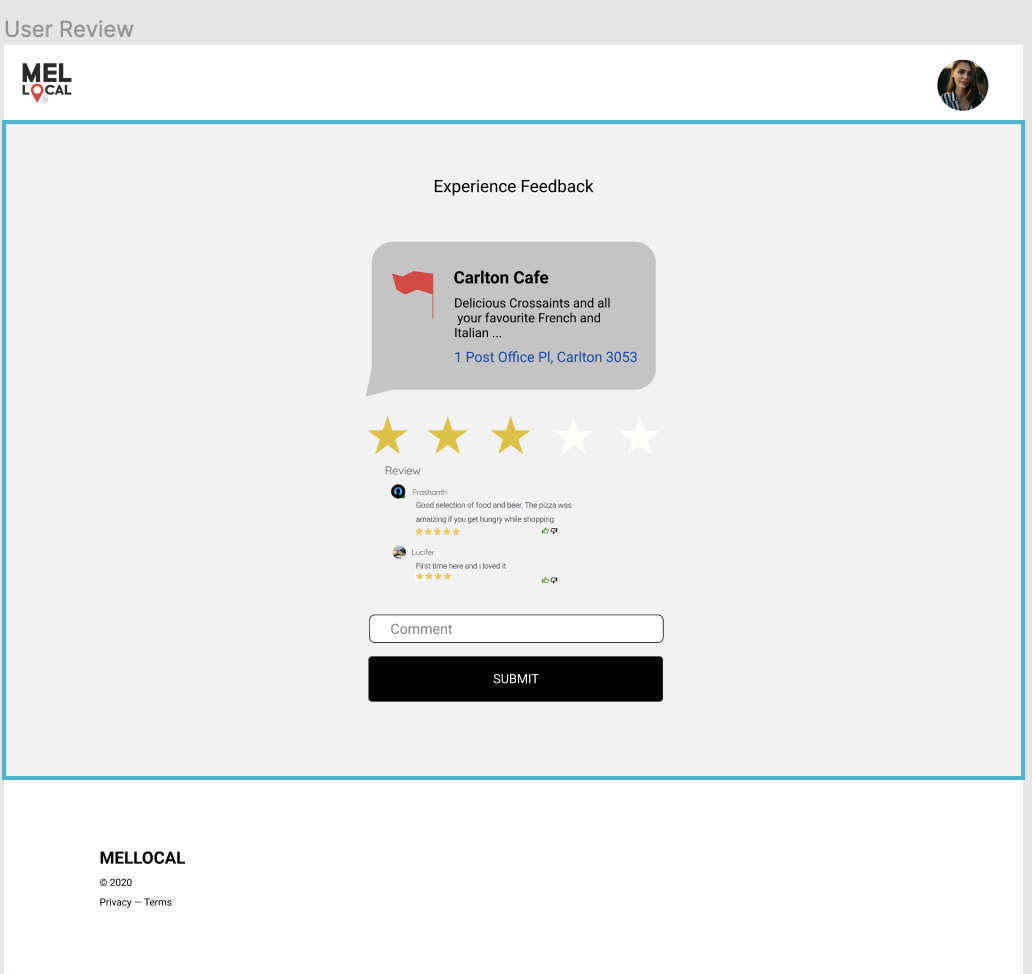 User Review
MEL
LOCAL
Experience Feedback
Carlton Cafe
Delicious Crossaints and all
your favourite French and
Italian ...
1 Post Office Pl, Carlton 3053
Review
Prashanth
Good selection of food and beer. The pizza was
amaizing if you get hungry while shopping
Lucifer
First time here and i loved it
Comment
SUBMIT
MELLOCAL
© 2020
Privacy — Terms